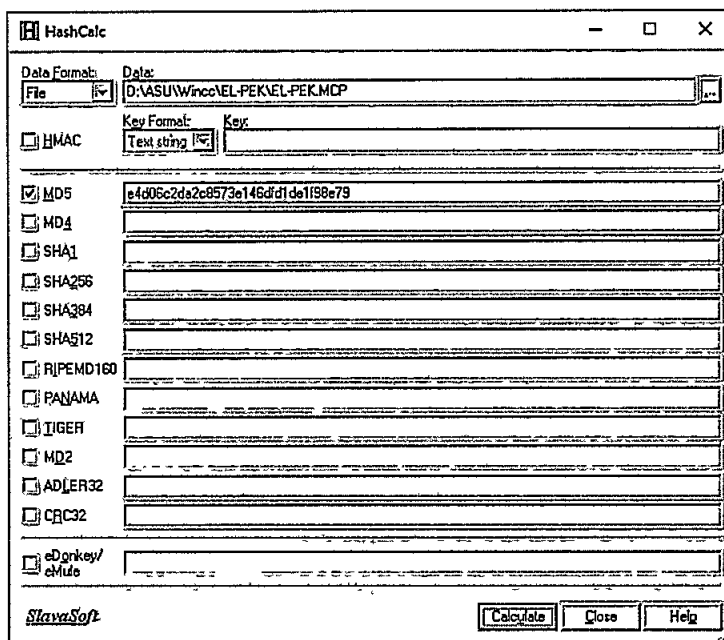 HashCalc
Data Format: Data:
File D:\ASU\Wincc\EL-PEK\EL-PEK.MCP ...
Key Format: Key:
HMAC Text string
MD5 e4d06c2da2c8573e146dfd1de1f98e79
MD4
SHA1
SHA256
SHA384
SHA512
RIPEMD160
PANAMA
TIGER
MD2
ADLER32
CRC32
eDonkey/
eMule
SlavaSoft Calculate Close Help